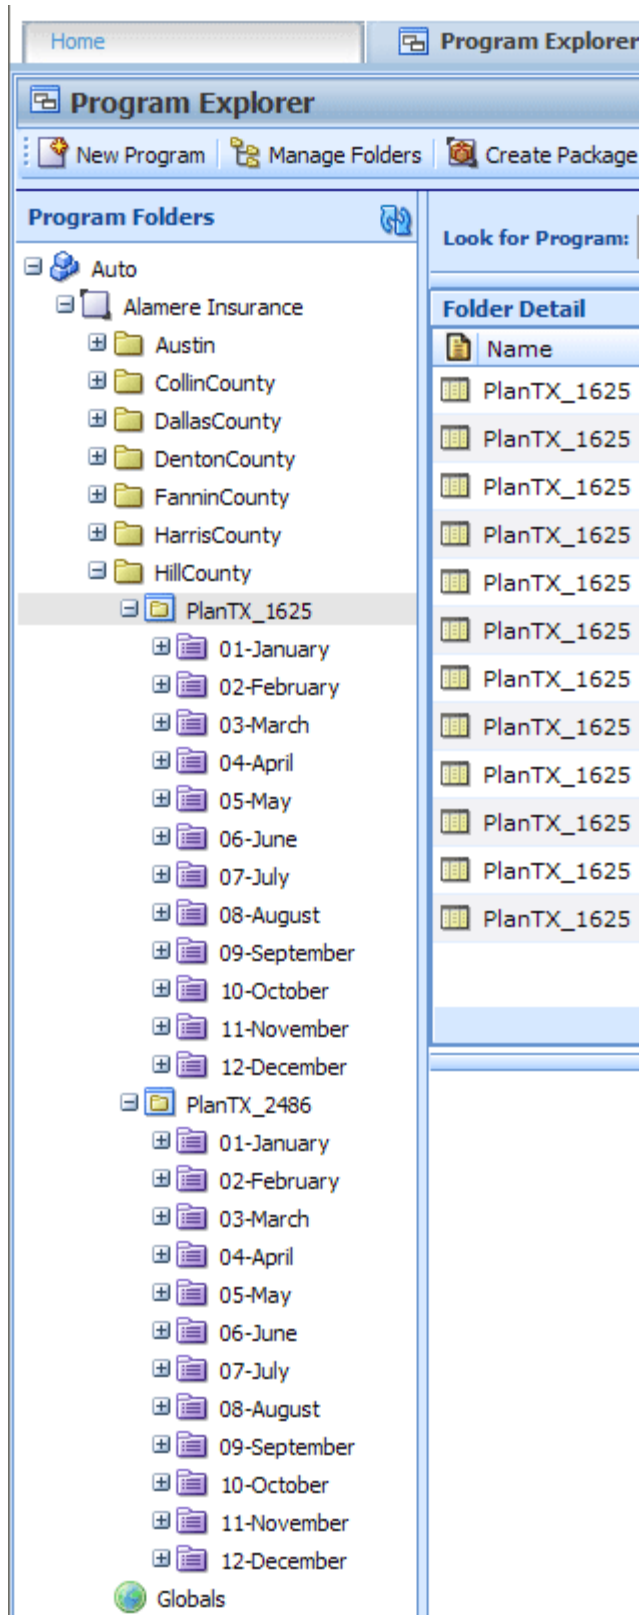 Home
Program Explorer
Program Explorer
New Program
Manage Folders
Create Package
Program Folders
Auto
Alamere Insurance
Austin
CollinCounty
DallasCounty
DentonCounty
FanninCounty
HarrisCounty
HillCounty
PlanTX_1625
01-January
02-February
03-March
04-April
05-May
06-June
07-July
08-August
09-September
10-October
11-November
12-December
PlanTX_2486
01-January
02-February
03-March
04-April
05-May
06-June
07-July
08-August
09-September
10-October
11-November
12-December
Globals
Look for Program:
Folder Detail
Name
PlanTX_1625
PlanTX_1625
PlanTX_1625
PlanTX_1625
PlanTX_1625
PlanTX_1625
PlanTX_1625
PlanTX_1625
PlanTX_1625
PlanTX_1625
PlanTX_1625
PlanTX_1625